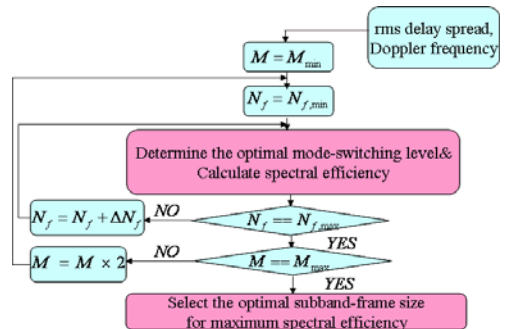 rms delay spread,
Doppler frequency
M = M_min
N_f = N_f,min
Determine the optimal mode-switching level&
Calculate spectral efficiency
N_f = N_f + ΔN_f
NO
N_f == N_f,max
YES
M = M × 2
NO
M == M_max
YES
Select the optimal subband-frame size
for maximum spectral efficiency